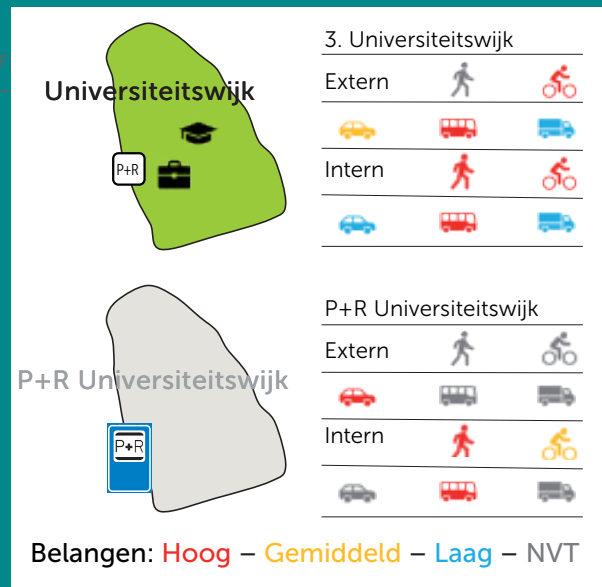 3. Universiteitswijk
Universiteitswijk
Extern
P+R
Intern
P+R Universiteitswijk
Extern
P+R Universiteitswijk
P+R
Intern
Belangen: Hoog – Gemiddeld – Laag – NVT